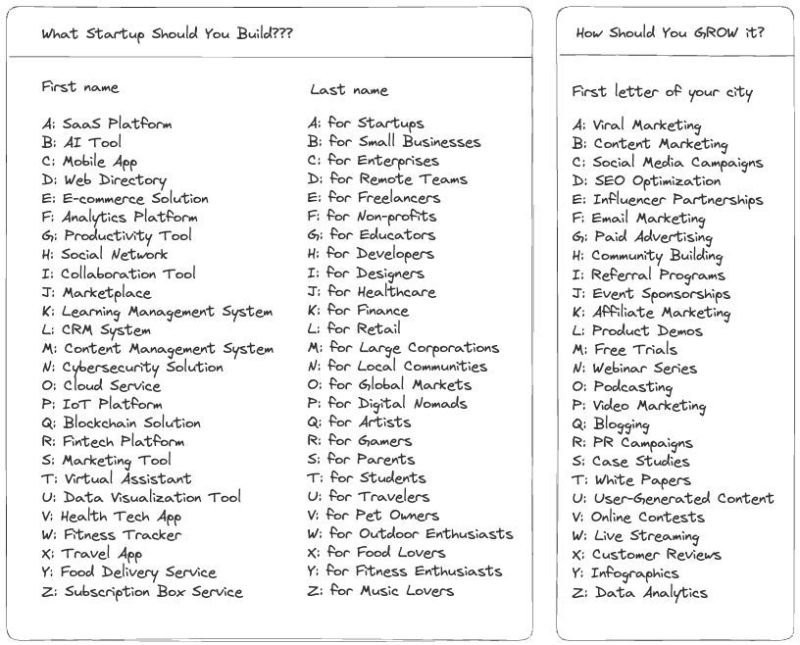 What Startup Should You Build???
First name
A: SaaS Platform
B: AI Tool
C: Mobile App
D: Web Directory
E: E-commerce Solution
F: Analytics Platform
G: Productivity Tool
H: Social Network
I: Collaboration Tool
J: Marketplace
K: Learning Management System
L: CRM System
M: Content Management System
N: Cybersecurity Solution
O: Cloud Service
P: IoT Platform
Q: Blockchain Solution
R: Fintech Platform
S: Marketing Tool
T: Virtual Assistant
U: Data Visualization Tool
V: Health Tech App
W: Fitness Tracker
X: Travel App
Y: Food Delivery Service
Z: Subscription Box Service
Last name
A: for Startups
B: for Small Businesses
C: for Enterprises
D: for Remote Teams
E: for Freelancers
F: for Non-profits
G: for Educators
H: for Developers
I: for Designers
J: for Healthcare
K: for Finance
L: for Retail
M: for Large Corporations
N: for Local Communities
O: for Global Markets
P: for Digital Nomads
Q: for Artists
R: for Gamers
S: for Parents
T: for Students
U: for Travelers
V: for Pet Owners
W: for Outdoor Enthusiasts
X: for Food Lovers
Y: for Fitness Enthusiasts
Z: for Music Lovers
How Should You GROW it?
First letter of your city
A: Viral Marketing
B: Content Marketing
C: Social Media Campaigns
D: SEO Optimization
E: Influencer Partnerships
F: Email Marketing
G: Paid Advertising
H: Community Building
I: Referral Programs
J: Event Sponsorships
K: Affiliate Marketing
L: Product Demos
M: Free Trials
N: Webinar Series
O: Podcasting
P: Video Marketing
Q: Blogging
R: PR Campaigns
S: Case Studies
T: White Papers
U: User-Generated Content
V: Online Contests
W: Live Streaming
X: Customer Reviews
Y: Infographics
Z: Data Analytics